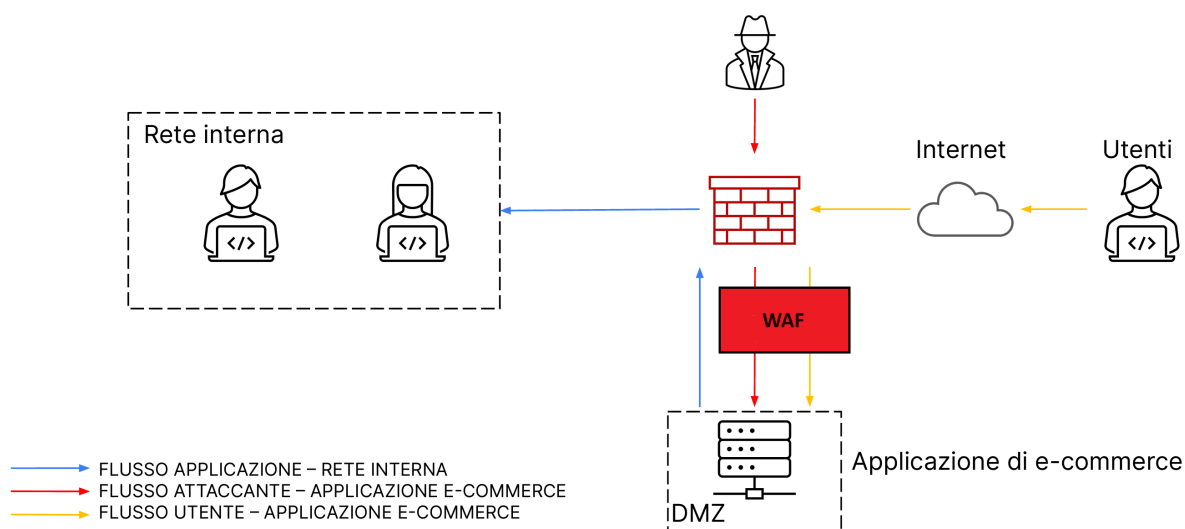 Rete interna
Internet
Utenti
</>
</>
</>
WAF
Applicazione di e-commerce
DMZ
FLUSSO APPLICAZIONE – RETE INTERNA
FLUSSO ATTACCANTE – APPLICAZIONE E-COMMERCE
FLUSSO UTENTE – APPLICAZIONE E-COMMERCE